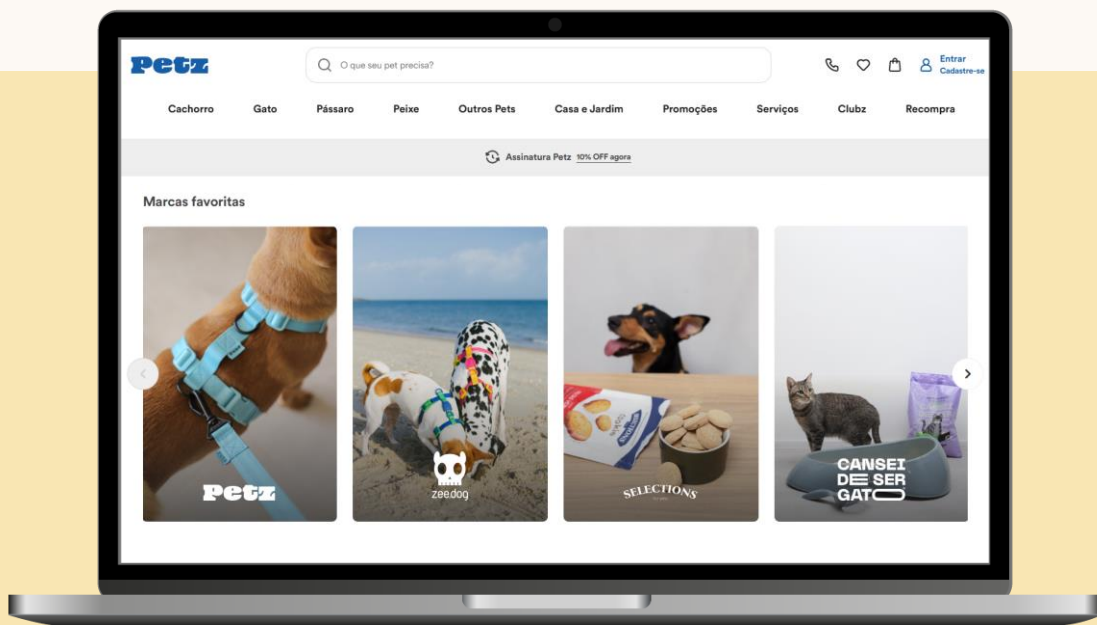 Petz
O que seu pet precisa?
Entrar
Cadastre-se
Cachorro Gato Pássaro Peixe Outros Pets Casa e Jardim Promoções Serviços Clubz Recompra
Assinatura Petz 10% OFF agora
Marcas favoritas
Petz
zee.dog
SELECTIONS
CANSEI
DE SER
GATO